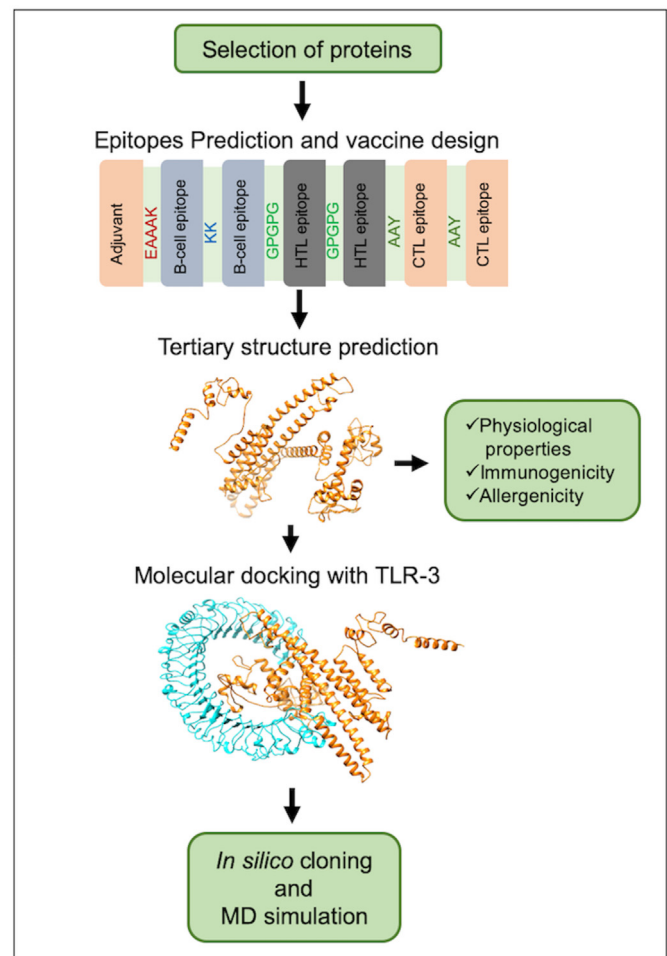 Selection of proteins
Epitopes Prediction and vaccine design
Adjuvant
EAAAK
B-cell epitope
KK
B-cell epitope
GPGPG
HTL epitope
GPGPG
HTL epitope
AAY
CTL epitope
AAY
CTL epitope
Tertiary structure prediction
✓Physiological
properties
✓Immunogenicity
✓Allergenicity
Molecular docking with TLR-3
In silico cloning
and
MD simulation